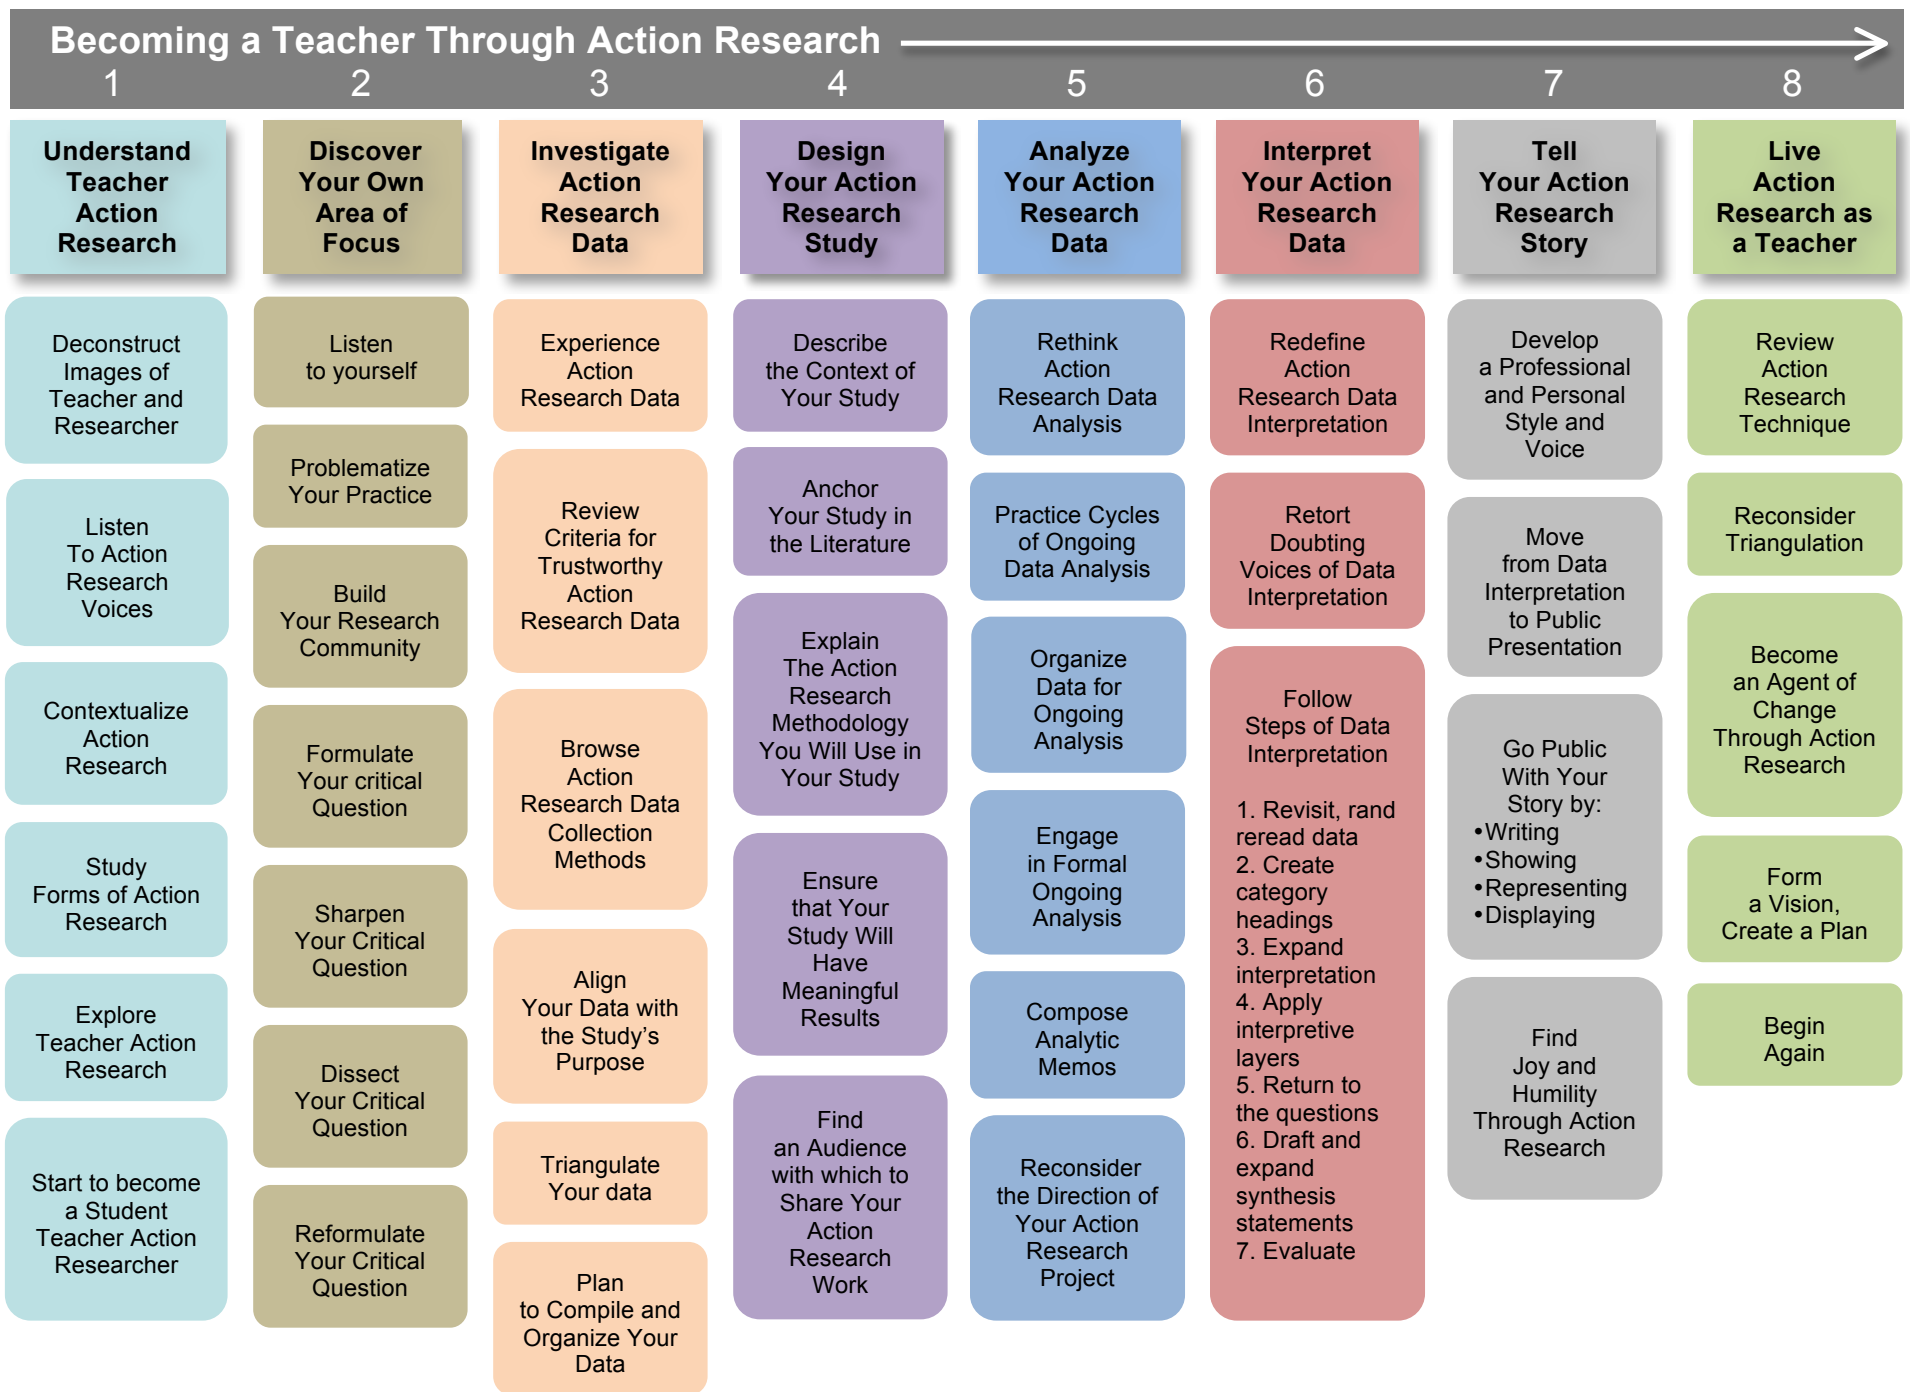 Becoming a Teacher Through Action Research
1 2 3 4 5 6 7 8
Understand
Teacher
Action
Research
Deconstruct
Images of
Teacher and
Researcher
Listen
To Action
Research
Voices
Contextualize
Action
Research
Study
Forms of Action
Research
Explore
Teacher Action
Research
Start to become
a Student
Teacher Action
Researcher
Discover
Your Own
Area of
Focus
Listen
to yourself
Problematize
Your Practice
Build
Your Research
Community
Formulate
Your critical
Question
Sharpen
Your Critical
Question
Dissect
Your Critical
Question
Reformulate
Your Critical
Question
Investigate
Action
Research
Data
Experience
Action
Research Data
Review
Criteria for
Trustworthy
Action
Research Data
Browse
Action
Research Data
Collection
Methods
Align
Your Data with
the Study’s
Purpose
Triangulate
Your data
Plan
to Compile and
Organize Your
Data
Design
Your Action
Research
Study
Describe
the Context of
Your Study
Anchor
Your Study in
the Literature
Explain
The Action
Research
Methodology
You Will Use in
Your Study
Ensure
that Your
Study Will
Have
Meaningful
Results
Find
an Audience
with which to
Share Your
Action
Research
Work
Analyze
Your Action
Research
Data
Rethink
Action
Research Data
Analysis
Practice Cycles
of Ongoing
Data Analysis
Organize
Data for
Ongoing
Analysis
Engage
in Formal
Ongoing
Analysis
Compose
Analytic
Memos
Reconsider
the Direction of
Your Action
Research
Project
Interpret
Your Action
Research
Data
Redefine
Action
Research Data
Interpretation
Retort
Doubting
Voices of Data
Interpretation
Follow
Steps of Data
Interpretation
1. Revisit, rand
reread data
2. Create
category
headings
3. Expand
interpretation
4. Apply
interpretive
layers
5. Return to
the questions
6. Draft and
expand
synthesis
statements
7. Evaluate
Tell
Your Action
Research
Story
Develop
a Professional
and Personal
Style and
Voice
Move
from Data
Interpretation
to Public
Presentation
Go Public
With Your
Story by:
•Writing
•Showing
•Representing
•Displaying
Find
Joy and
Humility
Through Action
Research
Live
Action
Research as
a Teacher
Review
Action
Research
Technique
Reconsider
Triangulation
Become
an Agent of
Change
Through Action
Research
Form
a Vision,
Create a Plan
Begin
Again